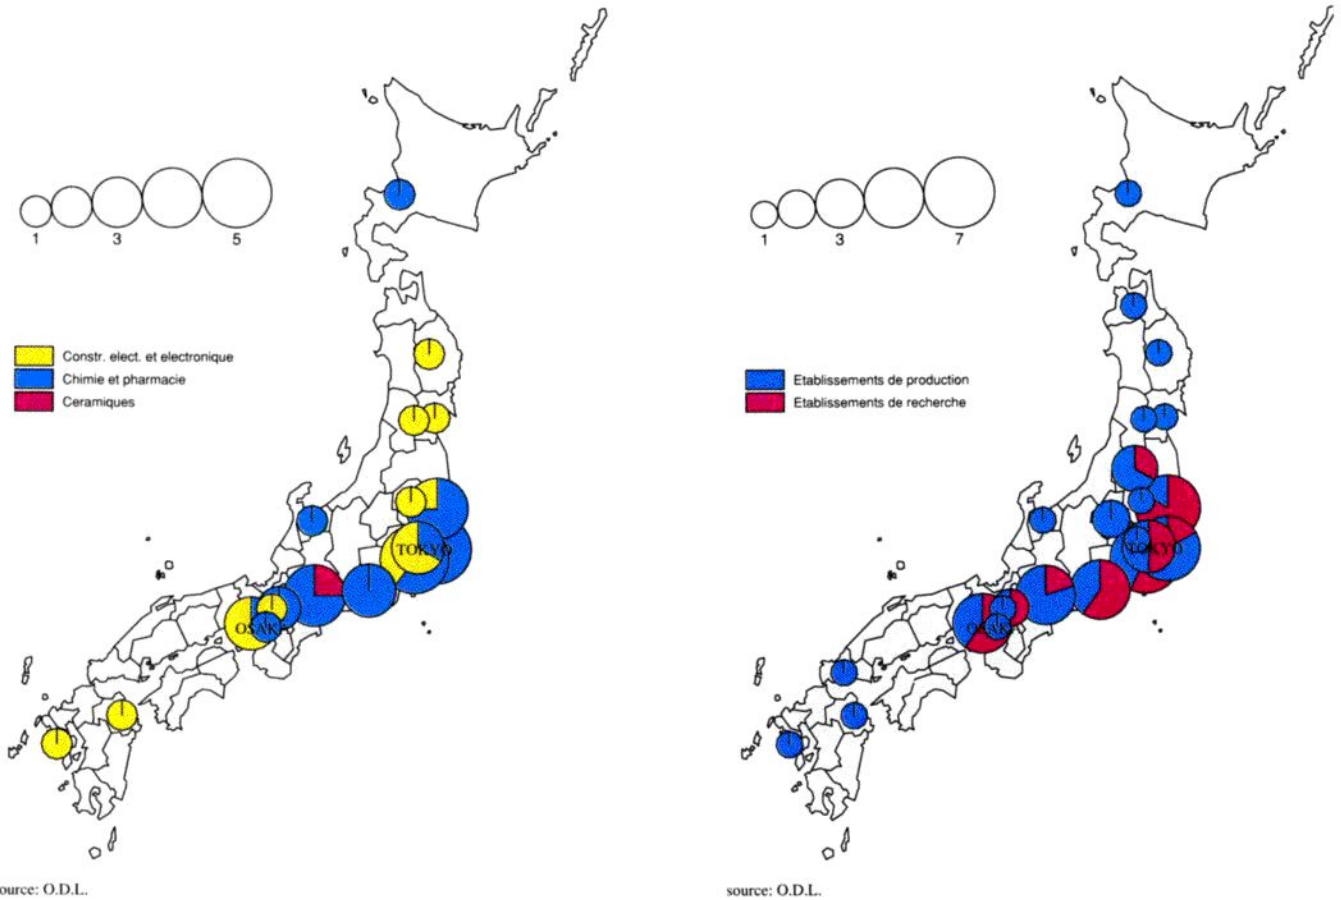 1 3 5
Constr. elect. et electronique
Chimie et pharmacie
Ceramiques
TOKYO
OSAKA
ource: O.D.L.
1 3 7
Etablissements de production
Etablissements de recherche
TOKYO
OSAKA
source: O.D.L.